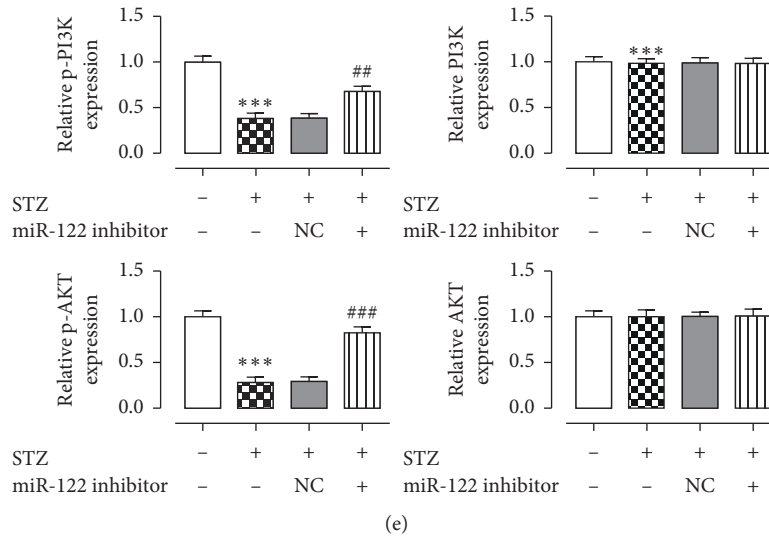 1.5
1.0
0.5
0.0
Relative p-PI3K
expression
***
##
STZ – + + +
miR-122 inhibitor – – NC +
1.5
1.0
0.5
0.0
Relative PI3K
expression
***
STZ – + + +
miR-122 inhibitor – – NC +
1.5
1.0
0.5
0.0
Relative p-AKT
expression
***
###
STZ – + + +
miR-122 inhibitor – – NC +
1.5
1.0
0.5
0.0
Relative AKT
expression
STZ – + + +
miR-122 inhibitor – – NC +
(e)